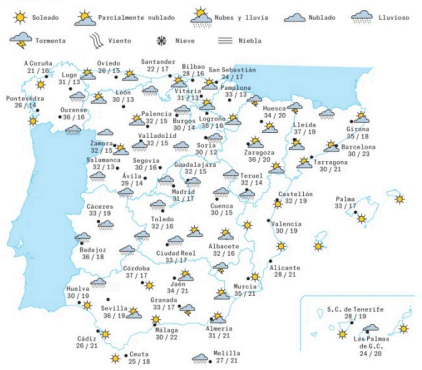 Soleado
Parcialmente nublado
Nubes y lluvia
Nublado
Lluvioso
Tormenta
Viento
Nieve
Niebla
A Coruña
21 / 16
Lugo
31 / 13
Oviedo
26 / 15
Santander
22 / 17
Bilbao
28 / 16
San Sebastián
24 / 17
Pontevedra
26 / 14
Ourense
36 / 16
León
30 / 13
Vitoria
31 / 13
Pamplona
33 / 13
Palencia
32 / 15
Burgos
30 / 14
Logroño
35 / 16
Huesca
34 / 20
Lleida
37 / 19
Girona
35 / 18
Zamora
32 / 15
Valladolid
32 / 15
Soria
30 / 12
Zaragoza
36 / 20
Barcelona
30 / 23
Tarragona
30 / 21
Salamanca
32 / 13
Segovia
30 / 16
Guadalajara
32 / 15
Ávila
29 / 14
Madrid
31 / 17
Teruel
32 / 14
Castellón
32 / 19
Palma
33 / 17
Cáceres
33 / 19
Toledo
32 / 16
Cuenca
30 / 15
Valencia
30 / 19
Badajoz
36 / 18
Ciudad Real
33 / 17
Albacete
32 / 16
Alicante
28 / 21
Córdoba
37 / 17
Jaén
34 / 21
Murcia
35 / 21
Huelva
30 / 19
Sevilla
36 / 19
Granada
33 / 17
Almería
31 / 21
Málaga
30 / 22
Cádiz
26 / 21
Ceuta
25 / 18
Melilla
27 / 21
S.C. de Tenerife
28 / 19
Las Palmas
de G.C.
24 / 20